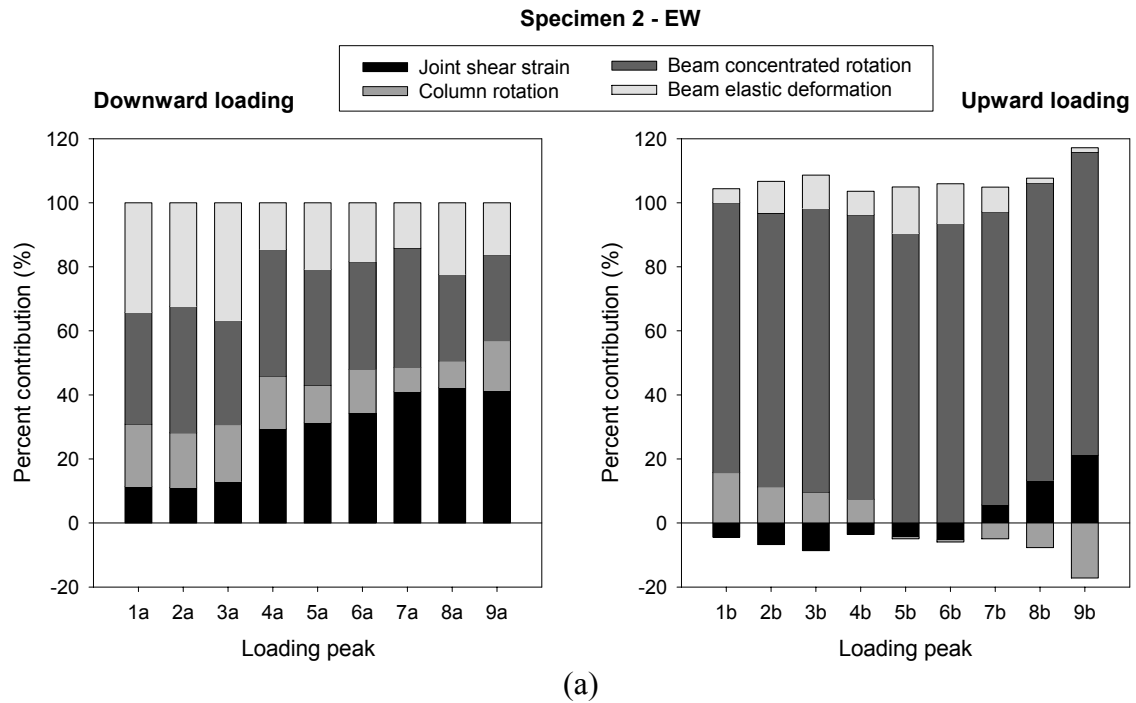 Specimen 2 - EW
Joint shear strain
Beam concentrated rotation
Column rotation
Beam elastic deformation
Downward loading
Upward loading
Percent contribution (%)
120
100
80
60
40
20
0
-20
1a 2a 3a 4a 5a 6a 7a 8a 9a
Loading peak
Percent contribution (%)
120
100
80
60
40
20
0
-20
1b 2b 3b 4b 5b 6b 7b 8b 9b
Loading peak
(a)